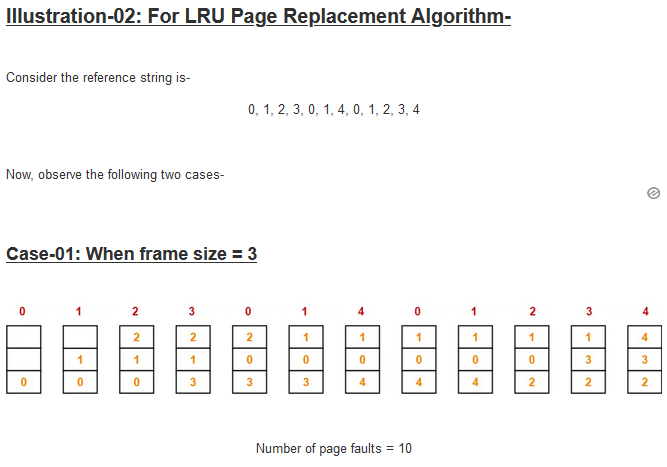 Illustration-02: For LRU Page Replacement Algorithm-
Consider the reference string is-
0, 1, 2, 3, 0, 1, 4, 0, 1, 2, 3, 4
Now, observe the following two cases-
Case-01: When frame size = 3
0 1 2 3 0 1 4 0 1 2 3 4
2 2 2 1 1 1 1 1 1 4
1 1 1 0 0 0 0 0 0 3 3
0 0 0 3 3 3 4 4 4 2 2 2
Number of page faults = 10